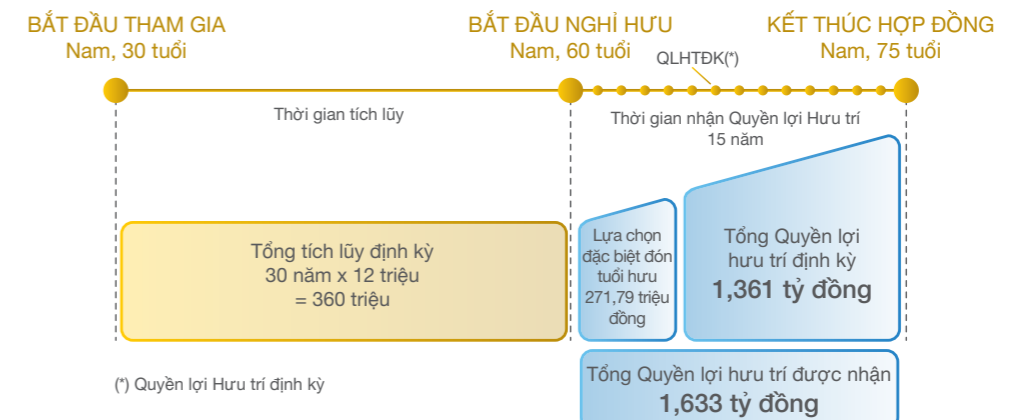 BẮT ĐẦU THAM GIA
Nam, 30 tuổi
BẮT ĐẦU NGHỈ HƯU
Nam, 60 tuổi
KẾT THÚC HỢP ĐỒNG
Nam, 75 tuổi
QLHTĐK(*)
Thời gian tích lũy
Thời gian nhận Quyền lợi Hưu trí
15 năm
Tổng tích lũy định kỳ
30 năm x 12 triệu
= 360 triệu
Lựa chọn
đặc biệt đón
tuổi hưu
271,79 triệu
đồng
Tổng Quyền lợi
hưu trí định kỳ
1,361 tỷ đồng
(*) Quyền lợi Hưu trí định kỳ
Tổng Quyền lợi hưu trí được nhận
1,633 tỷ đồng